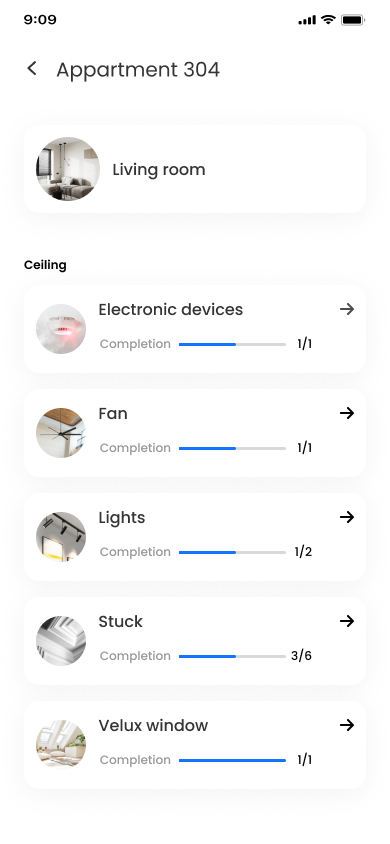 9:09
Appartment 304
Living room
Ceiling
Electronic devices
Completion 1/1
Fan
Completion 1/1
Lights
Completion 1/2
Stuck
Completion 3/6
Velux window
Completion 1/1